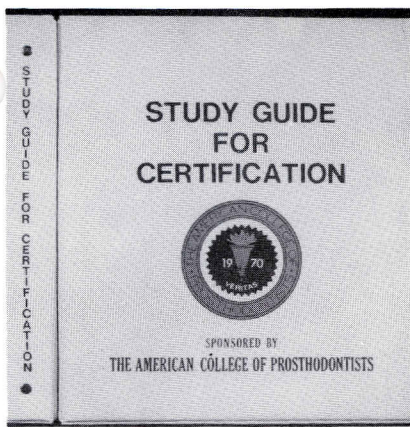 STUDY GUIDE FOR CERTIFICATION
STUDY GUIDE
FOR
CERTIFICATION
19 70
VERITAS
SPONSORED BY
THE AMERICAN COLLEGE OF PROSTHODONTISTS